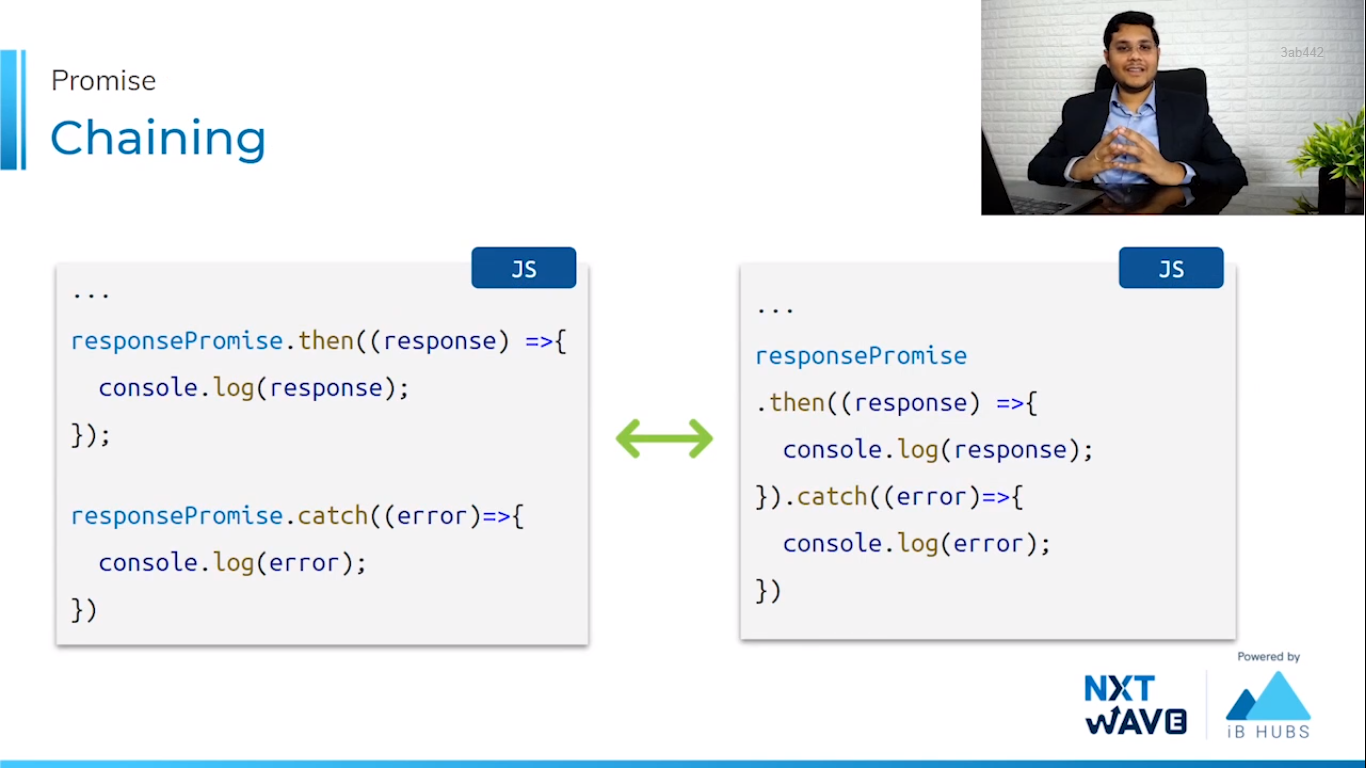 Promise
Chaining
3ab442
JS
...
responsePromise.then((response) =>{
  console.log(response);
});
responsePromise.catch((error)=>{
  console.log(error);
})
JS
...
responsePromise
.then((response) =>{
  console.log(response);
}).catch((error)=>{
  console.log(error);
})
Powered by
NXT
WAVE
iB HUBS